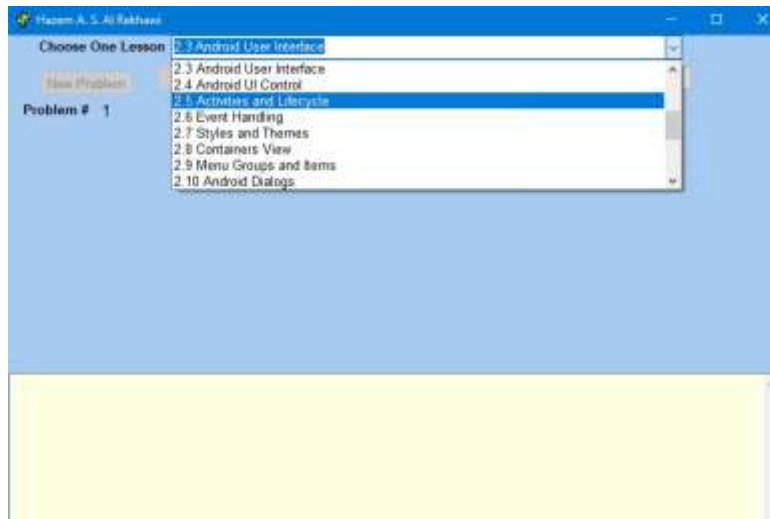 Hazem A. S. Al Rekhawi
Choose One Lesson 2.3 Android User Interface
2.3 Android User Interface
New Problem 2.4 Android UI Control
2.5 Activities and Lifecycle
Problem # 1 2.6 Event Handling
2.7 Styles and Themes
2.8 Containers View
2.9 Menu Groups and Items
2.10 Android Dialogs